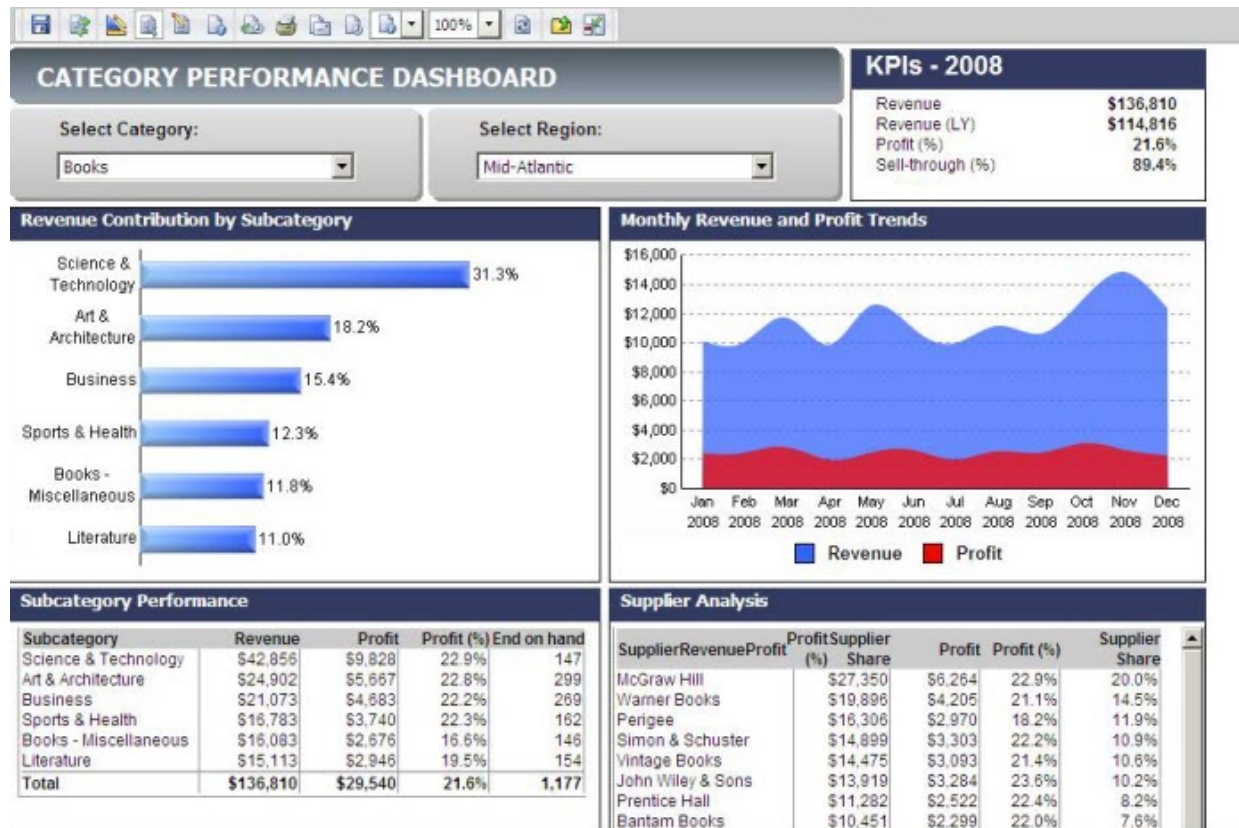 100%
CATEGORY PERFORMANCE DASHBOARD
Select Category:
Books
Select Region:
Mid-Atlantic
KPIs - 2008
Revenue $136,810
Revenue (LY) $114,816
Profit (%) 21.6%
Sell-through (%) 89.4%
Revenue Contribution by Subcategory
Science &
Technology
31.3%
Art &
Architecture
18.2%
Business
15.4%
Sports & Health
12.3%
Books -
Miscellaneous
11.8%
Literature
11.0%
Monthly Revenue and Profit Trends
$16,000
$14,000
$12,000
$10,000
$8,000
$6,000
$4,000
$2,000
$0
Jan Feb Mar Apr May Jun Jul Aug Sep Oct Nov Dec
2008 2008 2008 2008 2008 2008 2008 2008 2008 2008 2008 2008
Revenue Profit
Subcategory Performance
Subcategory Revenue Profit Profit (%) End on hand
Science & Technology $42,856 $9,828 22.9% 147
Art & Architecture $24,902 $5,667 22.8% 299
Business $21,073 $4,683 22.2% 269
Sports & Health $16,783 $3,740 22.3% 162
Books - Miscellaneous $16,083 $2,676 16.6% 146
Literature $15,113 $2,946 19.5% 154
Total $136,810 $29,540 21.6% 1,177
Supplier Analysis
SupplierRevenueProfit ProfitSupplier Profit Profit (%) Supplier
(%) Share Share
McGraw Hill $27,350 $6,264 22.9% 20.0%
Warner Books $19,896 $4,205 21.1% 14.5%
Perigee $16,306 $2,970 18.2% 11.9%
Simon & Schuster $14,899 $3,303 22.2% 10.9%
Vintage Books $14,475 $3,093 21.4% 10.6%
John Wiley & Sons $13,919 $3,284 23.6% 10.2%
Prentice Hall $11,282 $2,522 22.4% 8.2%
Bantam Books $10,451 $2,299 22.0% 7.6%